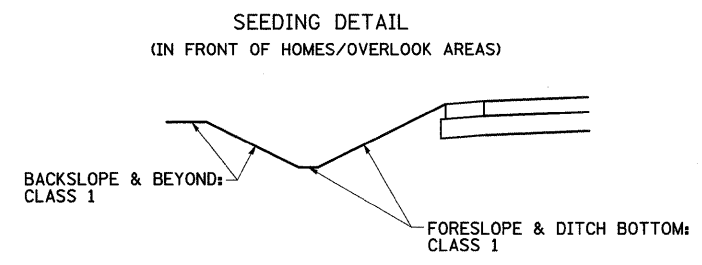 SEEDING DETAIL
(IN FRONT OF HOMES/OVERLOOK AREAS)
BACKSLOPE & BEYOND:
CLASS 1
FORESLOPE & DITCH BOTTOM:
CLASS 1